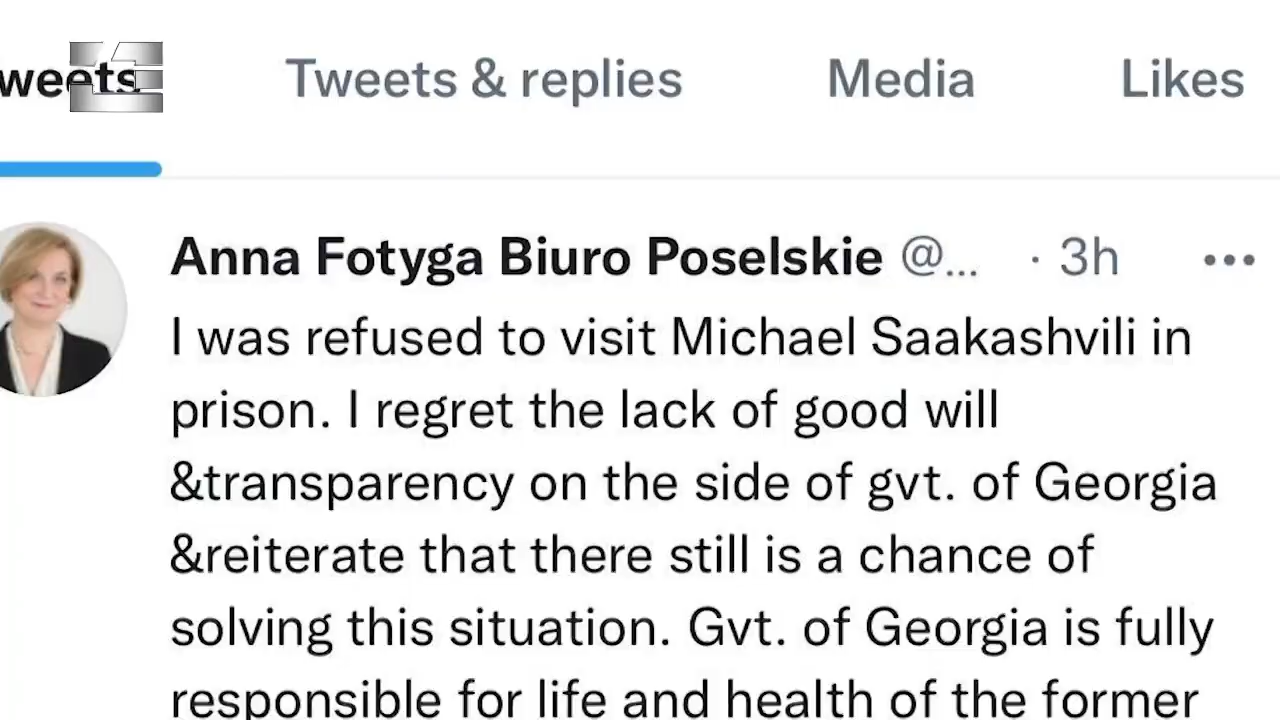 weets
Tweets & replies
Media
Likes
Anna Fotyga Biuro Poselskie @... · 3h
I was refused to visit Michael Saakashvili in
prison. I regret the lack of good will
&transparency on the side of gvt. of Georgia
&reiterate that there still is a chance of
solving this situation. Gvt. of Georgia is fully
responsible for life and health of the former